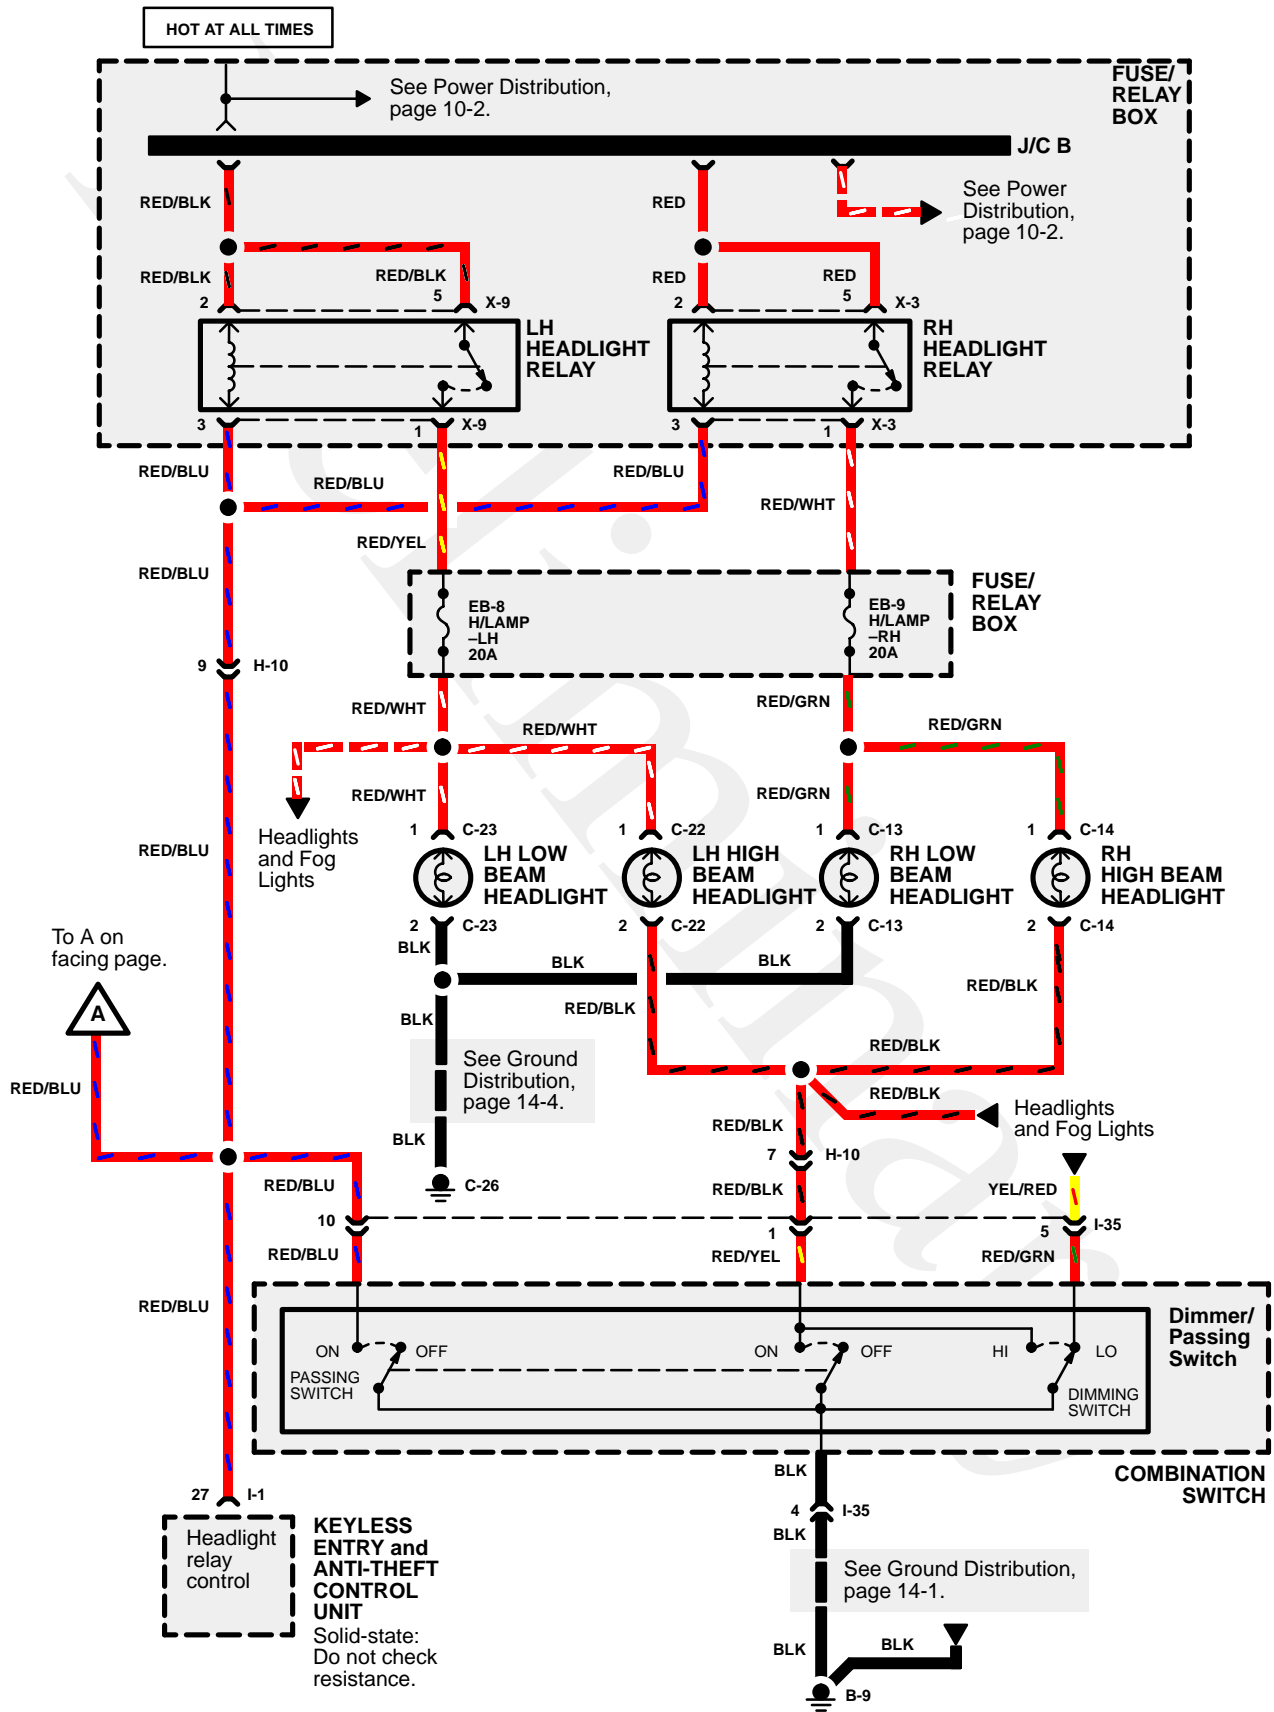 HOT AT ALL TIMES
See Power Distribution,
page 10-2.
FUSE/
RELAY
BOX
J/C B
RED/BLK
RED
See Power
Distribution,
page 10-2.
RED/BLK
RED/BLK
RED
RED
2
5
X-9
2
5
X-3
LH
HEADLIGHT
RELAY
RH
HEADLIGHT
RELAY
3
1
X-9
3
1
X-3
RED/BLU
RED/BLU
RED/BLU
RED/WHT
RED/YEL
RED/BLU
EB-8
H/LAMP
–LH
20A
EB-9
H/LAMP
–RH
20A
FUSE/
RELAY
BOX
9
H-10
RED/WHT
RED/WHT
RED/GRN
RED/GRN
RED/WHT
RED/GRN
Headlights
and Fog
Lights
RED/BLU
1
C-23
1
C-22
1
C-13
1
C-14
LH LOW
BEAM
HEADLIGHT
LH HIGH
BEAM
HEADLIGHT
RH LOW
BEAM
HEADLIGHT
RH
HIGH BEAM
HEADLIGHT
2
C-23
2
C-22
2
C-13
2
C-14
To A on
facing page.
A
BLK
BLK
BLK
RED/BLK
RED/BLK
BLK
RED/BLK
See Ground
Distribution,
page 14-4.
RED/BLU
RED/BLK
Headlights
and Fog Lights
RED/BLK
BLK
7
H-10
RED/BLU
C-26
RED/BLK
YEL/RED
10
1
5
I-35
RED/BLU
RED/YEL
RED/GRN
RED/BLU
Dimmer/
Passing
Switch
ON
OFF
ON
OFF
HI
LO
PASSING
SWITCH
DIMMING
SWITCH
BLK
COMBINATION
SWITCH
27
I-1
4
I-35
Headlight
relay
control
KEYLESS
ENTRY and
ANTI-THEFT
CONTROL
UNIT
Solid-state:
Do not check
resistance.
BLK
See Ground Distribution,
page 14-1.
BLK
BLK
B-9